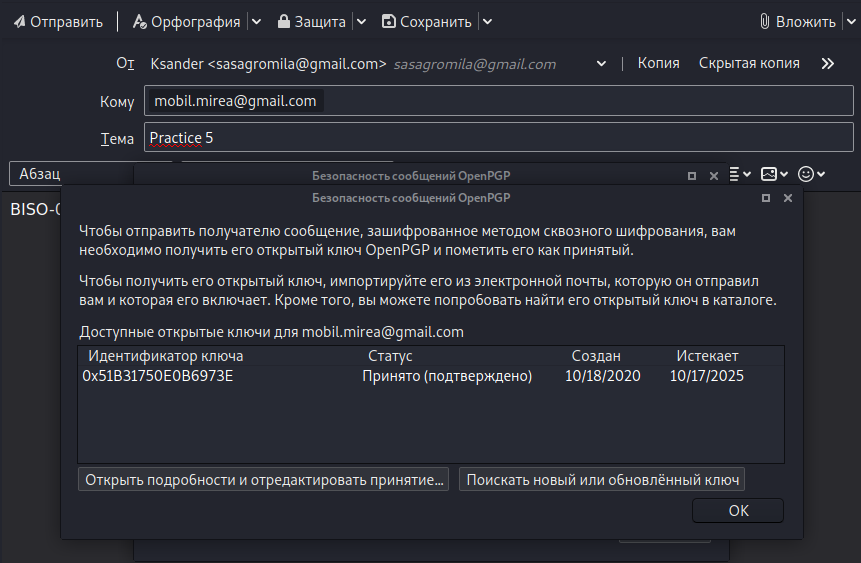 Отправить Орфография Защита Сохранить Вложить
От Ksander <sasagromila@gmail.com> sasagromila@gmail.com Копия Скрытая копия »
Кому mobil.mirea@gmail.com
Тема Practice 5
Абзац
Безопасность сообщений OpenPGP
Безопасность сообщений OpenPGP
BISO-0
Чтобы отправить получателю сообщение, зашифрованное методом сквозного шифрования, вам
необходимо получить его открытый ключ OpenPGP и пометить его как принятый.
Чтобы получить его открытый ключ, импортируйте его из электронной почты, которую он отправил
вам и которая его включает. Кроме того, вы можете попробовать найти его открытый ключ в каталоге.
Доступные открытые ключи для mobil.mirea@gmail.com
Идентификатор ключа Статус Создан Истекает
0x51B31750E0B6973E Принято (подтверждено) 10/18/2020 10/17/2025
Открыть подробности и отредактировать принятие... Поискать новый или обновлённый ключ
OK